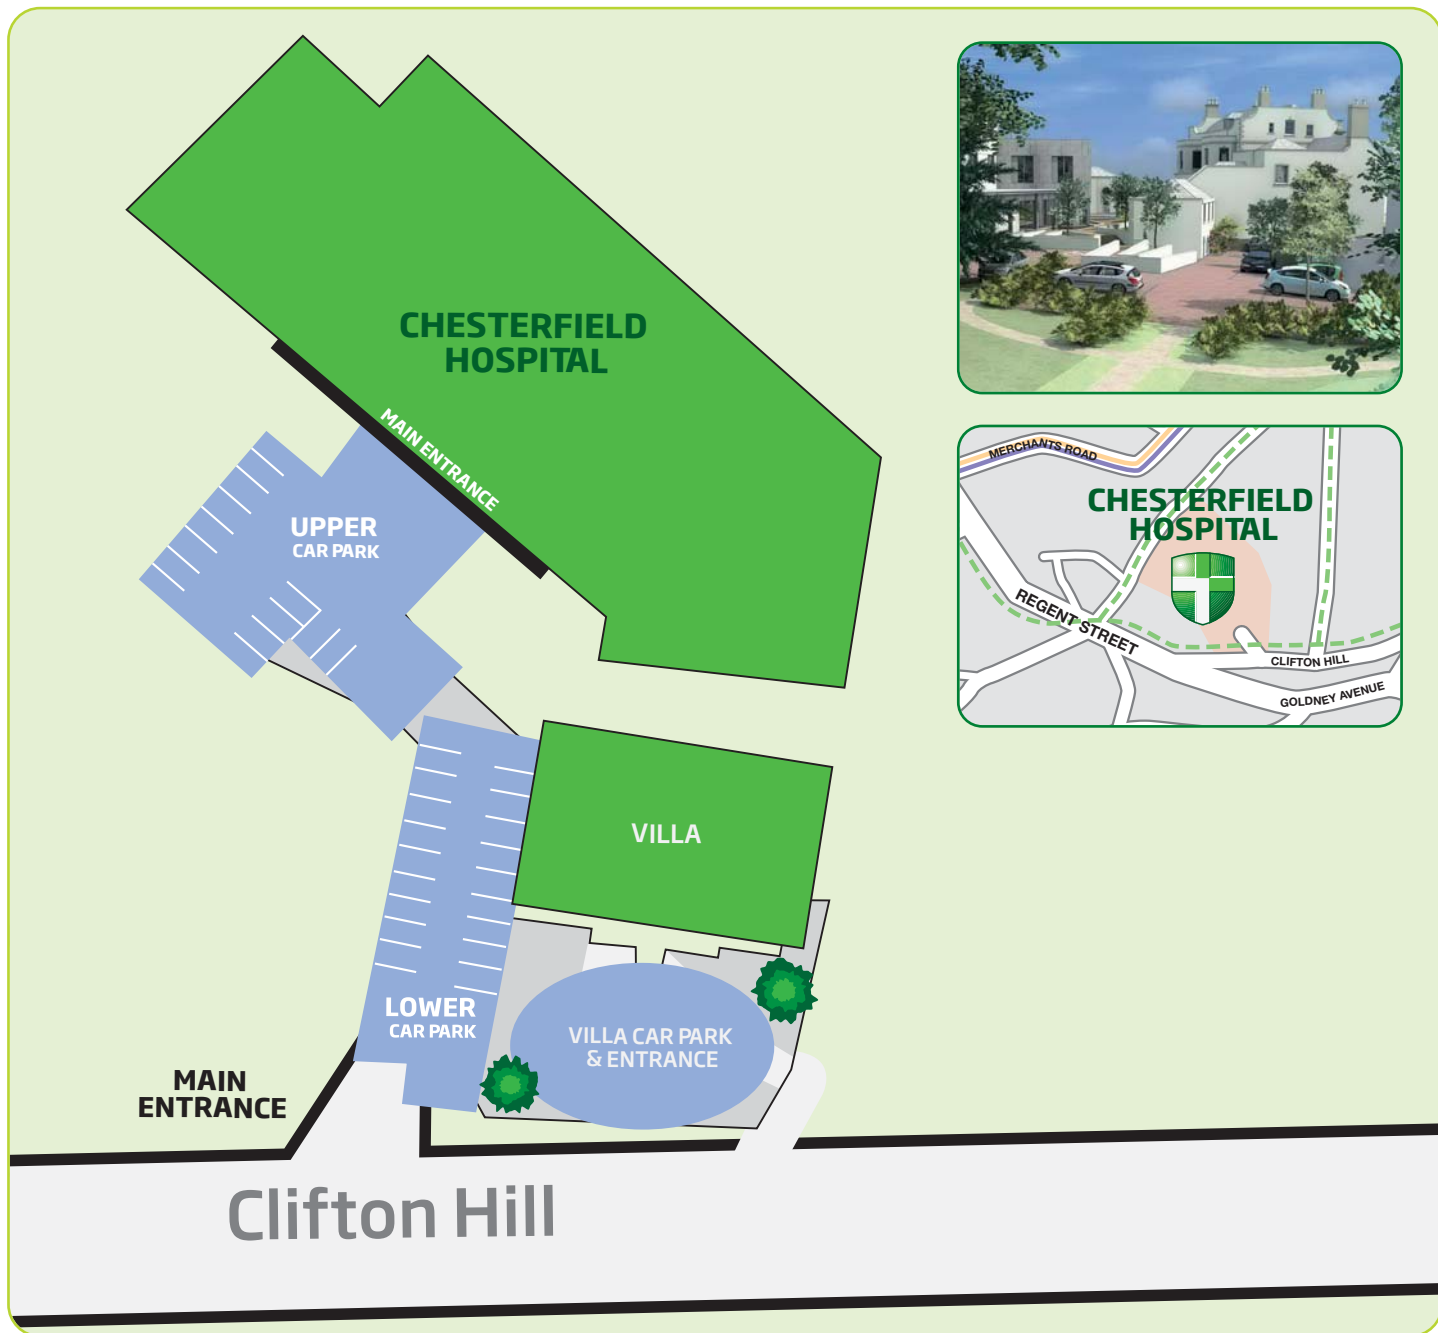 CHESTERFIELD
HOSPITAL
MAIN ENTRANCE
UPPER
CAR PARK
VILLA
LOWER
CAR PARK
VILLA CAR PARK
& ENTRANCE
MAIN
ENTRANCE
Clifton Hill
MERCHANTS ROAD
CHESTERFIELD
HOSPITAL
REGENT STREET
CLIFTON HILL
GOLDNEY AVENUE